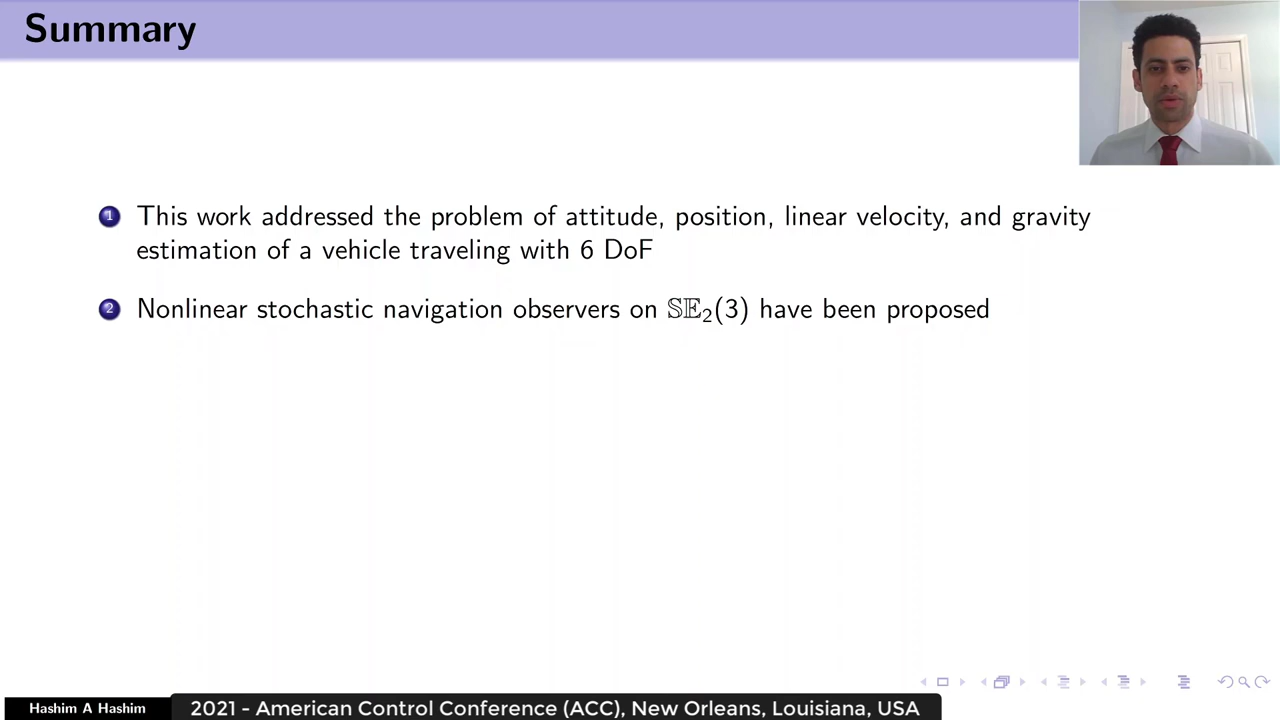 Summary
1 This work addressed the problem of attitude, position, linear velocity, and gravity
estimation of a vehicle traveling with 6 DoF
2 Nonlinear stochastic navigation observers on 𝕊𝔼₂(3) have been proposed
Hashim A Hashim
2021 - American Control Conference (ACC), New Orleans, Louisiana, USA